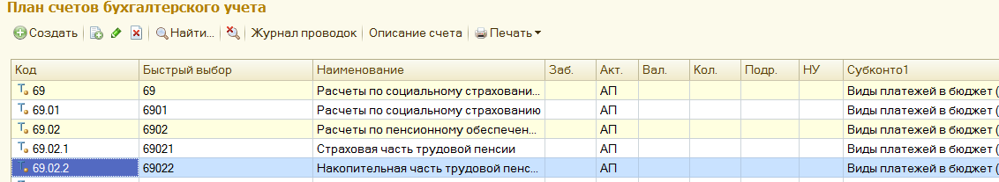 План счетов бухгалтерского учета
Создать Найти... Журнал проводок Описание счета Печать
Код Быстрый выбор Наименование Заб. Акт. Вал. Кол. Подр. НУ Субконто1
69 69 Расчеты по социальному страховани... АП Виды платежей в бюджет (
69.01 6901 Расчеты по социальному страхованию АП Виды платежей в бюджет (
69.02 6902 Расчеты по пенсионному обеспечен... АП Виды платежей в бюджет (
69.02.1 69021 Страховая часть трудовой пенсии АП Виды платежей в бюджет (
69.02.2 69022 Накопительная часть трудовой пенс... АП Виды платежей в бюджет (